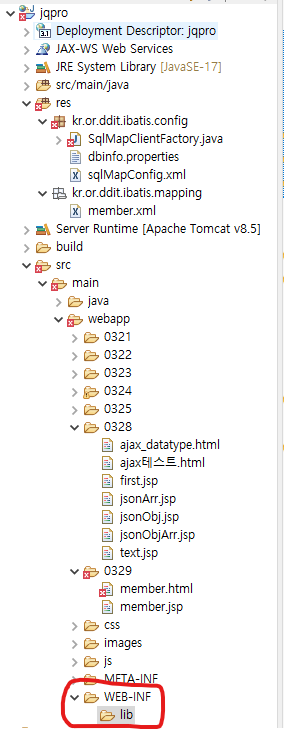 jqpro
3.1 Deployment Descriptor: jqpro
JAX-WS Web Services
JRE System Library [JavaSE-17]
src/main/java
res
kr.or.ddit.ibatis.config
SqlMapClientFactory.java
dbinfo.properties
sqlMapConfig.xml
kr.or.ddit.ibatis.mapping
member.xml
Server Runtime [Apache Tomcat v8.5]
build
src
main
java
webapp
0321
0322
0323
0324
0325
0328
ajax_datatype.html
ajax테스트.html
first.jsp
jsonArr.jsp
jsonObj.jsp
jsonObjArr.jsp
text.jsp
0329
member.html
member.jsp
css
images
js
META-INF
WEB-INF
lib